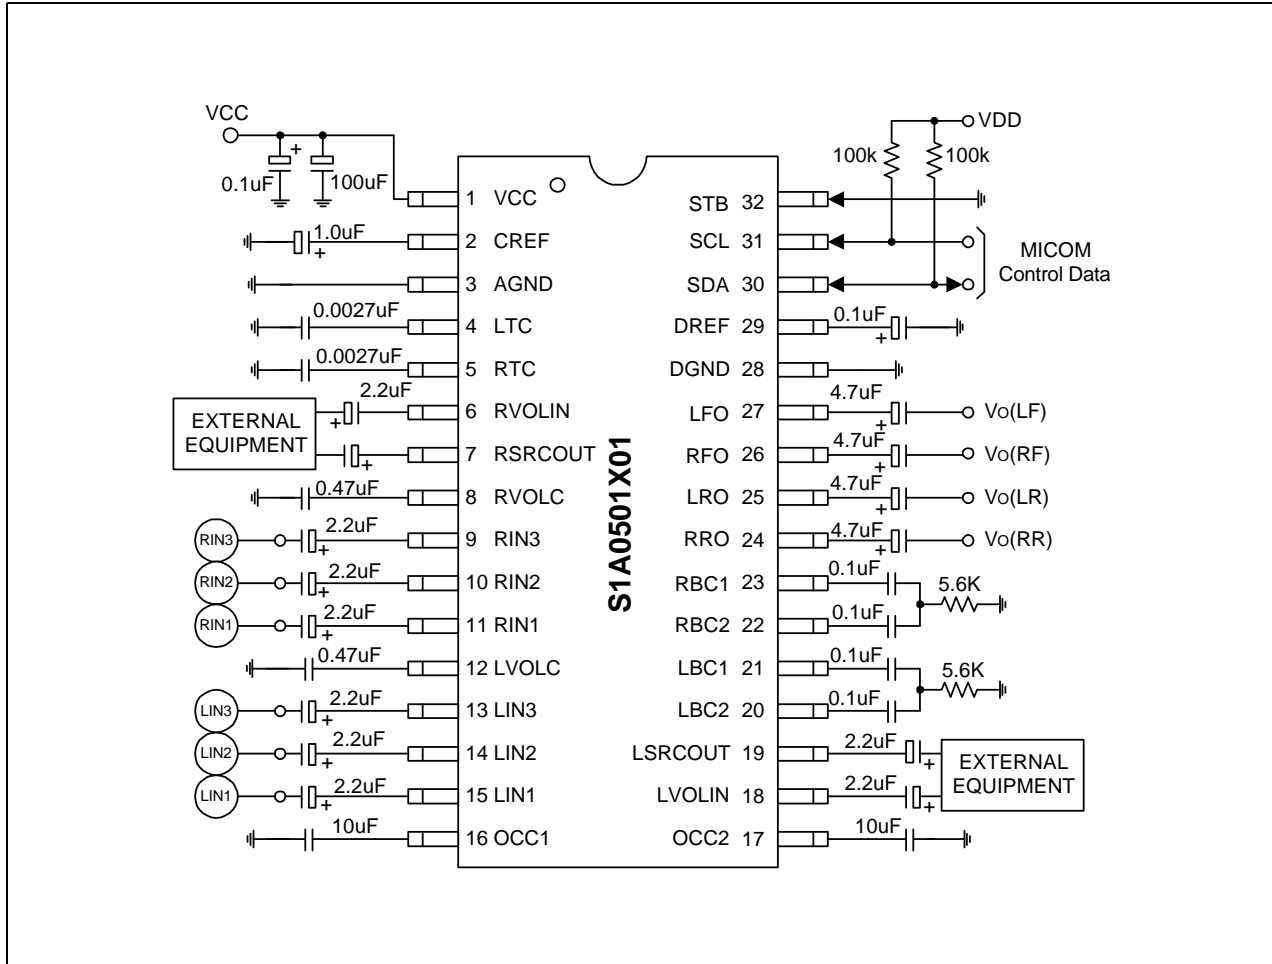 VCC
VDD
0.1uF + 100uF
100k 100k
1 VCC
STB 32
1.0uF + 2 CREF
SCL 31
MICOM
Control Data
3 AGND
SDA 30
0.0027uF 4 LTC
DREF 29 0.1uF +
0.0027uF 5 RTC
DGND 28
EXTERNAL
EQUIPMENT
+ 2.2uF 6 RVOLIN
LFO 27 4.7uF + VO(LF)
+ 7 RSRCOUT
RFO 26 4.7uF + VO(RF)
0.47uF 8 RVOLC
LRO 25 4.7uF + VO(LR)
RIN3 2.2uF + 9 RIN3
RRO 24 4.7uF + VO(RR)
RIN2 2.2uF + 10 RIN2
RBC1 23 0.1uF
5.6K
RIN1 2.2uF + 11 RIN1
RBC2 22 0.1uF
0.47uF 12 LVOLC
LBC1 21 0.1uF
5.6K
LIN3 2.2uF + 13 LIN3
LBC2 20 0.1uF
LIN2 2.2uF + 14 LIN2
LSRCOUT 19 2.2uF +
EXTERNAL
EQUIPMENT
LIN1 2.2uF + 15 LIN1
LVOLIN 18 2.2uF +
10uF 16 OCC1
OCC2 17 10uF
S1A0501X01